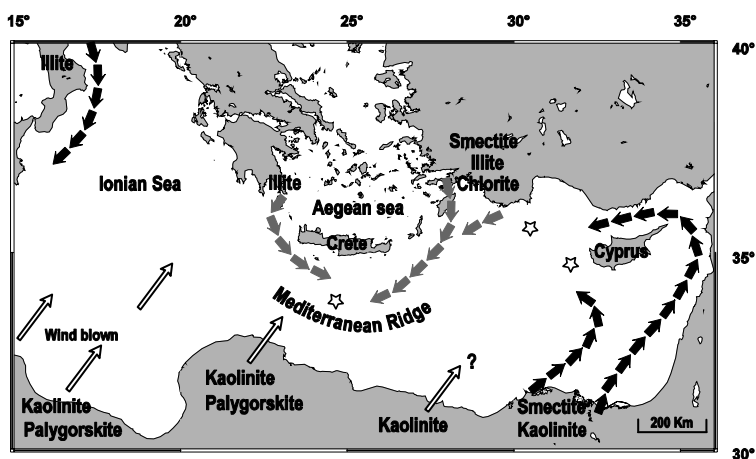 15° 20° 25° 30° 35°
40°
Illite
Smectite
Illite
Chlorite
Ionian Sea
Illite
Aegean sea
Crete
Cyprus
35°
Mediterranean Ridge
Wind blown
?
Kaolinite
Palygorskite
Kaolinite
Palygorskite
Kaolinite
Smectite
Kaolinite
200 Km
30°